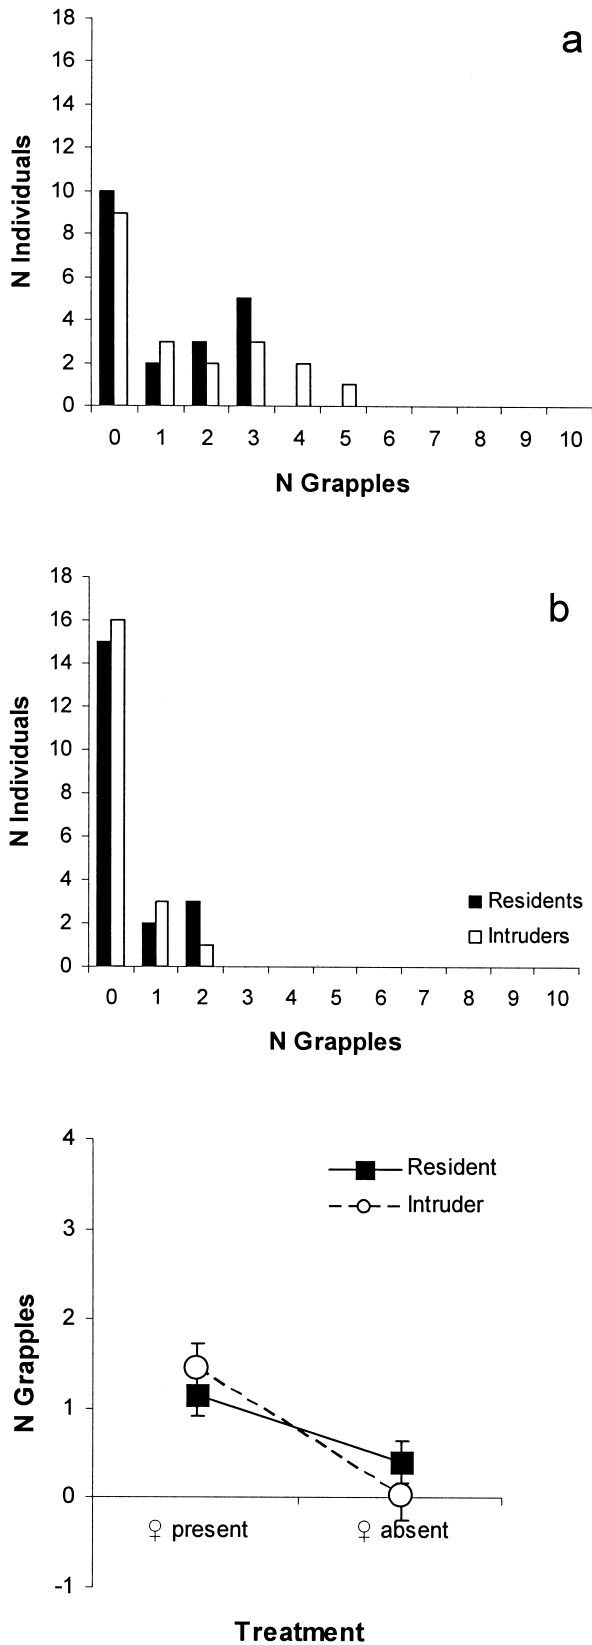 a
18
16
14
12
10
8
6
4
2
0
N Individuals
0 1 2 3 4 5 6 7 8 9 10
N Grapples
b
18
16
14
12
10
8
6
4
2
0
N Individuals
Residents
Intruders
0 1 2 3 4 5 6 7 8 9 10
N Grapples
4
3
2
1
0
-1
N Grapples
Resident
Intruder
♀ present ♀ absent
Treatment